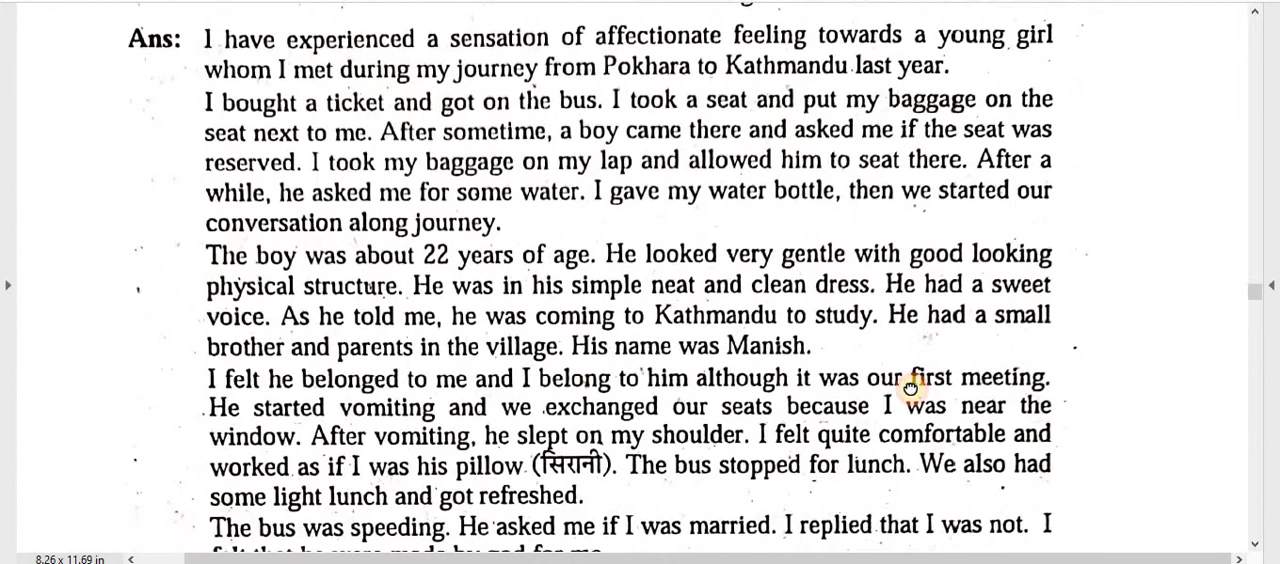 Ans: I have experienced a sensation of affectionate feeling towards a young girl
whom I met during my journey from Pokhara to Kathmandu last year.
I bought a ticket and got on the bus. I took a seat and put my baggage on the
seat next to me. After sometime, a boy came there and asked me if the seat was
reserved. I took my baggage on my lap and allowed him to seat there. After a
while, he asked me for some water. I gave my water bottle, then we started our
conversation along journey.
The boy was about 22 years of age. He looked very gentle with good looking
physical structure. He was in his simple neat and clean dress. He had a sweet
voice. As he told me, he was coming to Kathmandu to study. He had a small
brother and parents in the village. His name was Manish.
I felt he belonged to me and I belong to him although it was our first meeting.
He started vomiting and we exchanged our seats because I was near the
window. After vomiting, he slept on my shoulder. I felt quite comfortable and
worked as if I was his pillow (सिरानी). The bus stopped for lunch. We also had
some light lunch and got refreshed.
The bus was speeding. He asked me if I was married. I replied that I was not. I
8.26 x 11.69 in